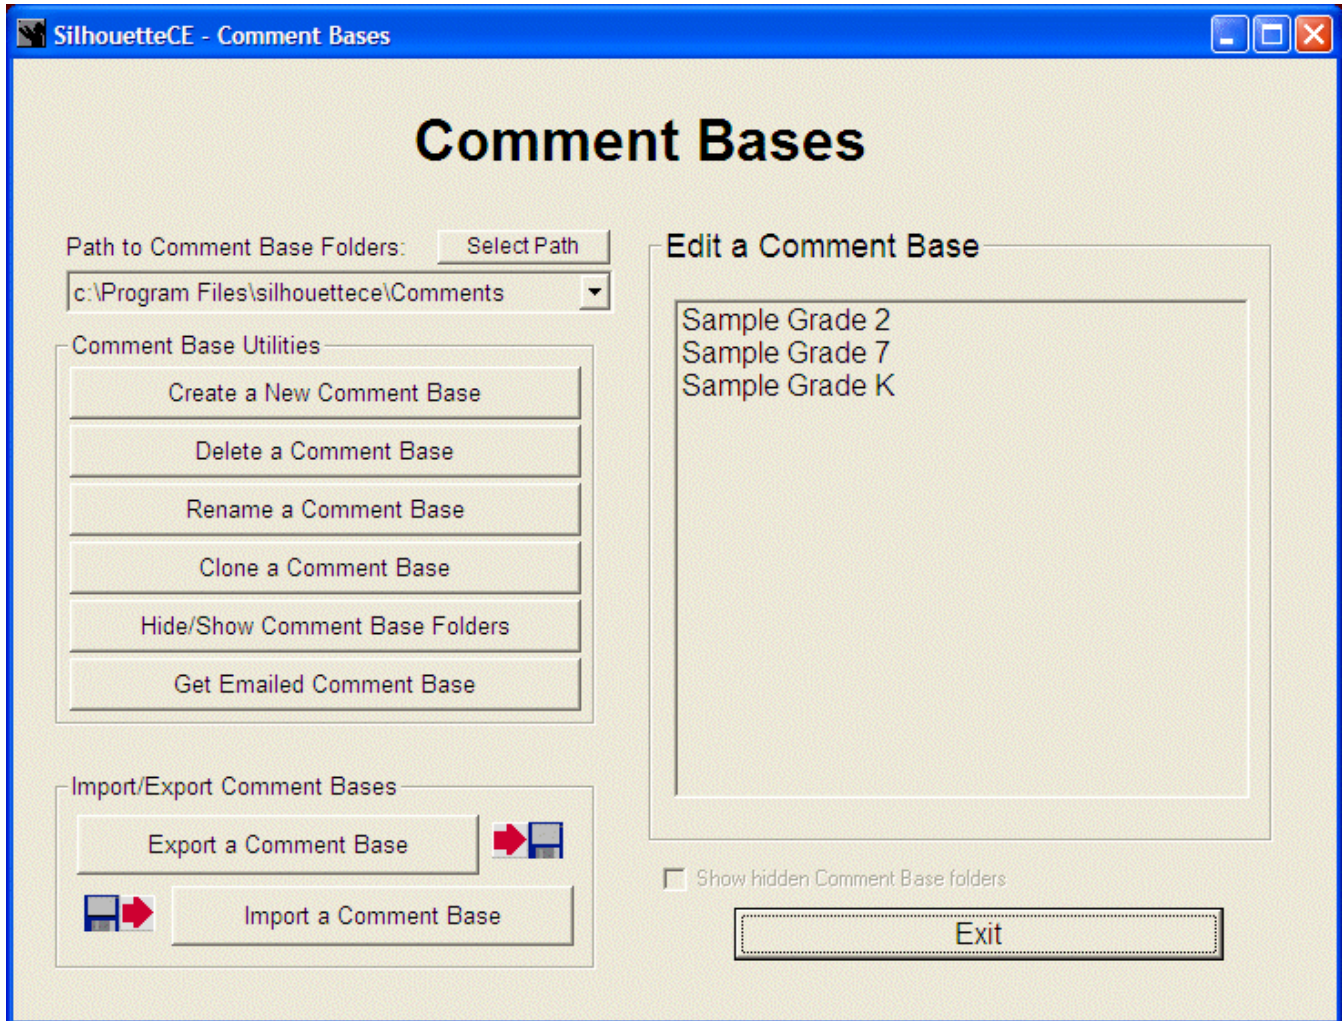 SilhouetteCE - Comment Bases
Comment Bases
Path to Comment Base Folders:
Select Path
c:\Program Files\silhouettece\Comments
Comment Base Utilities
Create a New Comment Base
Delete a Comment Base
Rename a Comment Base
Clone a Comment Base
Hide/Show Comment Base Folders
Get Emailed Comment Base
Import/Export Comment Bases
Export a Comment Base
Import a Comment Base
Edit a Comment Base
Sample Grade 2
Sample Grade 7
Sample Grade K
Show hidden Comment Base folders
Exit